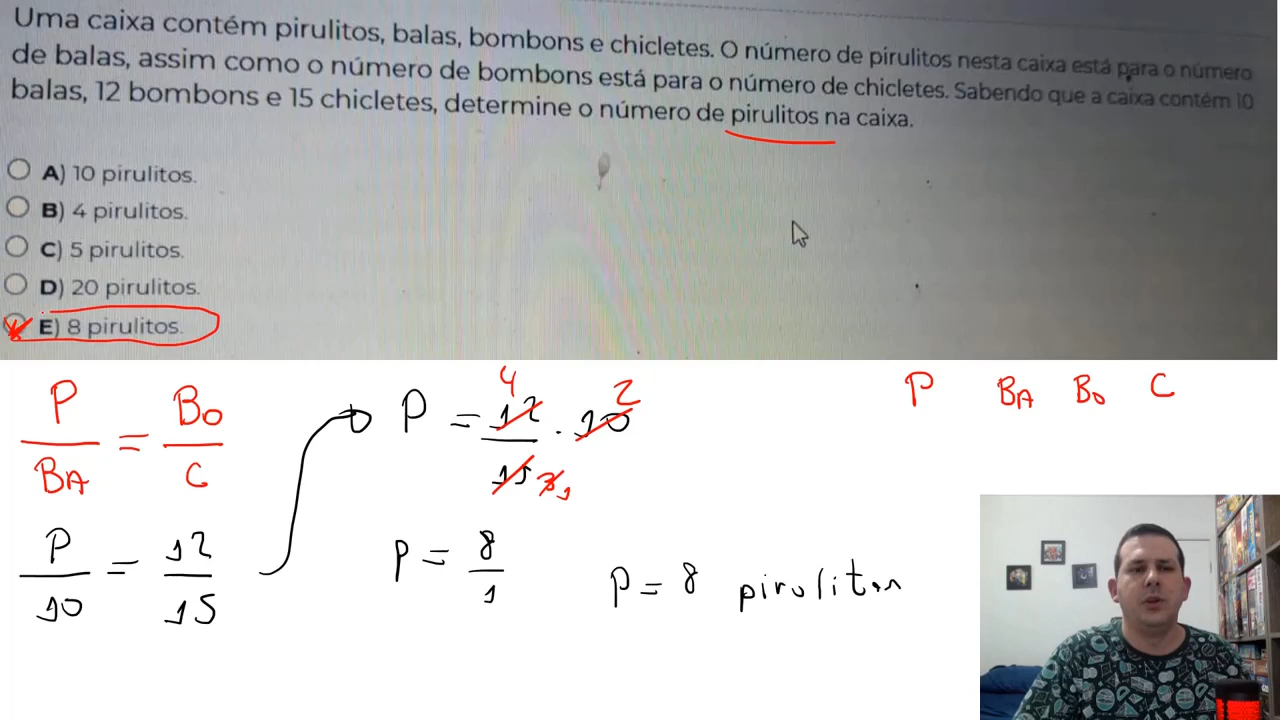 Uma caixa contém pirulitos, balas, bombons e chicletes. O número de pirulitos nesta caixa está para o número
de balas, assim como o número de bombons está para o número de chicletes. Sabendo que a caixa contém 10
balas, 12 bombons e 15 chicletes, determine o número de pirulitos na caixa.
A) 10 pirulitos.
B) 4 pirulitos.
C) 5 pirulitos.
D) 20 pirulitos.
E) 8 pirulitos.
P BA BO C
P/BA = BO/C
P/10 = 12/15
4 2
P = 12/15 · 10
3 1
P = 8/1
P = 8 pirulitos